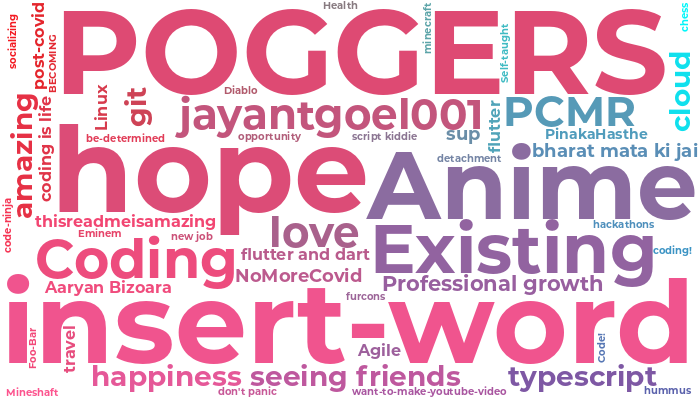 Health
socializing
post-covid
BECOMING
POGGERS
minecraft
self-taught
chess
cloud
Diablo
Linux
git
jayantgoel001
flutter
PCMR
amazing
coding is life
be-determined
opportunity
script kiddie
sup
PinakaHasthe
hope
detachment
bharat mata ki jai
Anime
code-ninja
thisreadmeisamazing
Eminem
new job
love
hackathons
Coding
flutter and dart
Existing
coding!
NoMoreCovid
Aaryan Bizoara
Professional growth
furcons
insert-word
Foo-Bar
travel
Agile
code!
happiness
seeing friends
typescript
Mineshaft
don't panic
want-to-make-youtube-video
hummus